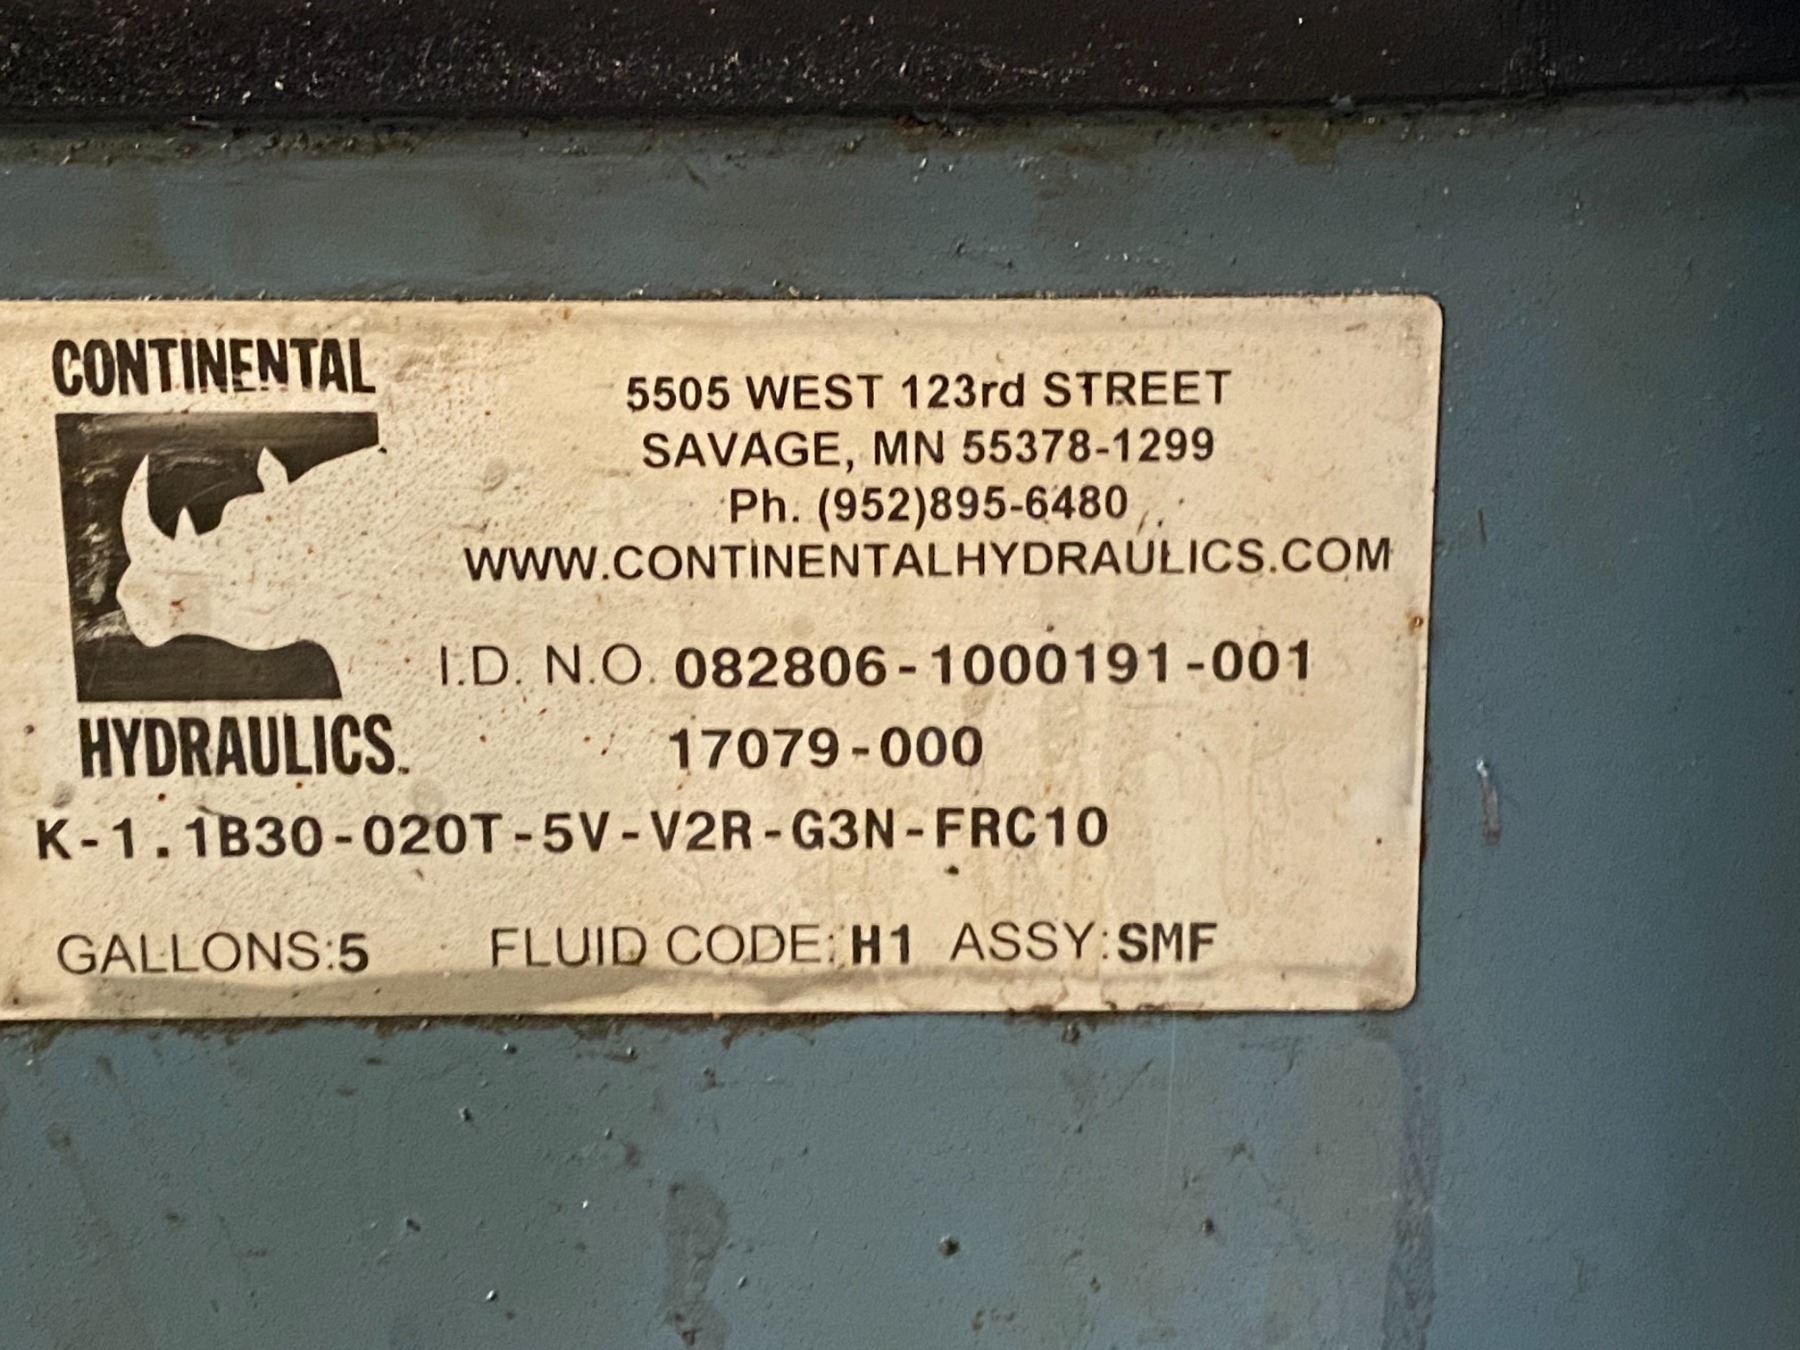 CONTINENTAL
HYDRAULICS.
5505 WEST 123rd STREET
SAVAGE, MN 55378-1299
Ph. (952)895-6480
WWW.CONTINENTALHYDRAULICS.COM
I.D. N.O. 082806-1000191-001
17079-000
K-1.1B30-020T-5V-V2R-G3N-FRC10
GALLONS:5 FLUID CODE: H1 ASSY:SMF